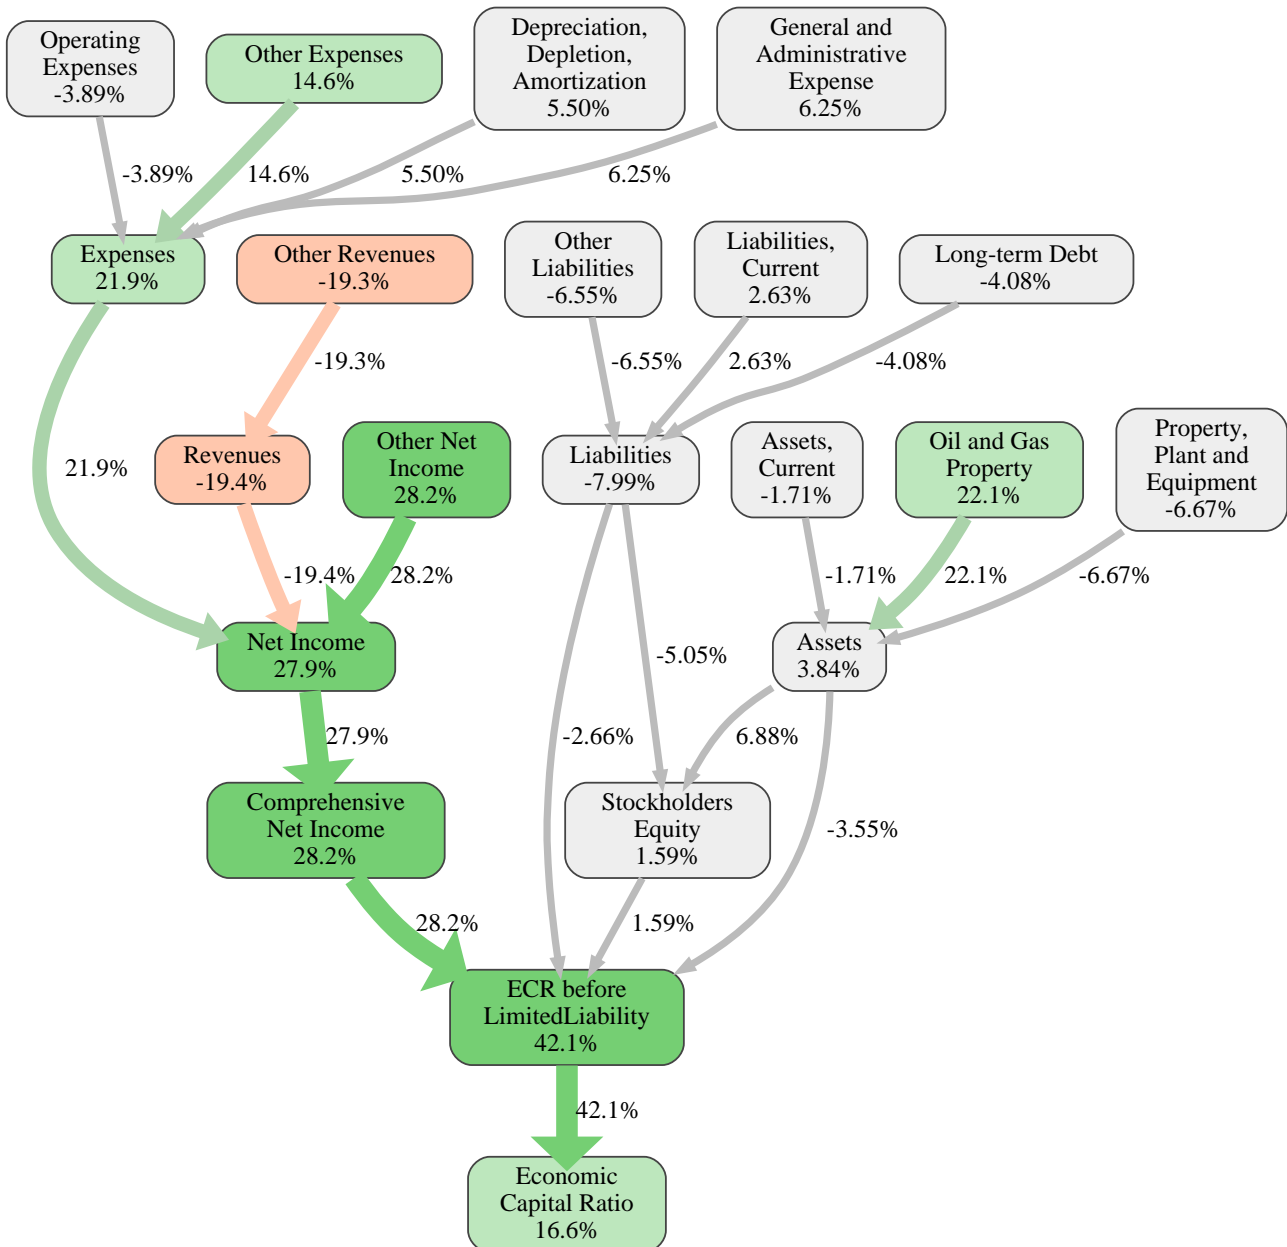 Operating
Expenses
-3.89%
Other Expenses
14.6%
Depreciation,
Depletion,
Amortization
5.50%
General and
Administrative
Expense
6.25%
-3.89%
14.6%
5.50%
6.25%
Expenses
21.9%
Other Revenues
-19.3%
Other
Liabilities
-6.55%
Liabilities,
Current
2.63%
Long-term Debt
-4.08%
-19.3%
-6.55%
2.63%
-4.08%
21.9%
Revenues
-19.4%
Other Net
Income
28.2%
Liabilities
-7.99%
Assets,
Current
-1.71%
Oil and Gas
Property
22.1%
Property,
Plant and
Equipment
-6.67%
-19.4%
28.2%
-1.71%
22.1%
-6.67%
Net Income
27.9%
-5.05%
Assets
3.84%
27.9%
-2.66%
6.88%
Comprehensive
Net Income
28.2%
Stockholders
Equity
1.59%
-3.55%
28.2%
1.59%
ECR before
LimitedLiability
42.1%
42.1%
Economic
Capital Ratio
16.6%